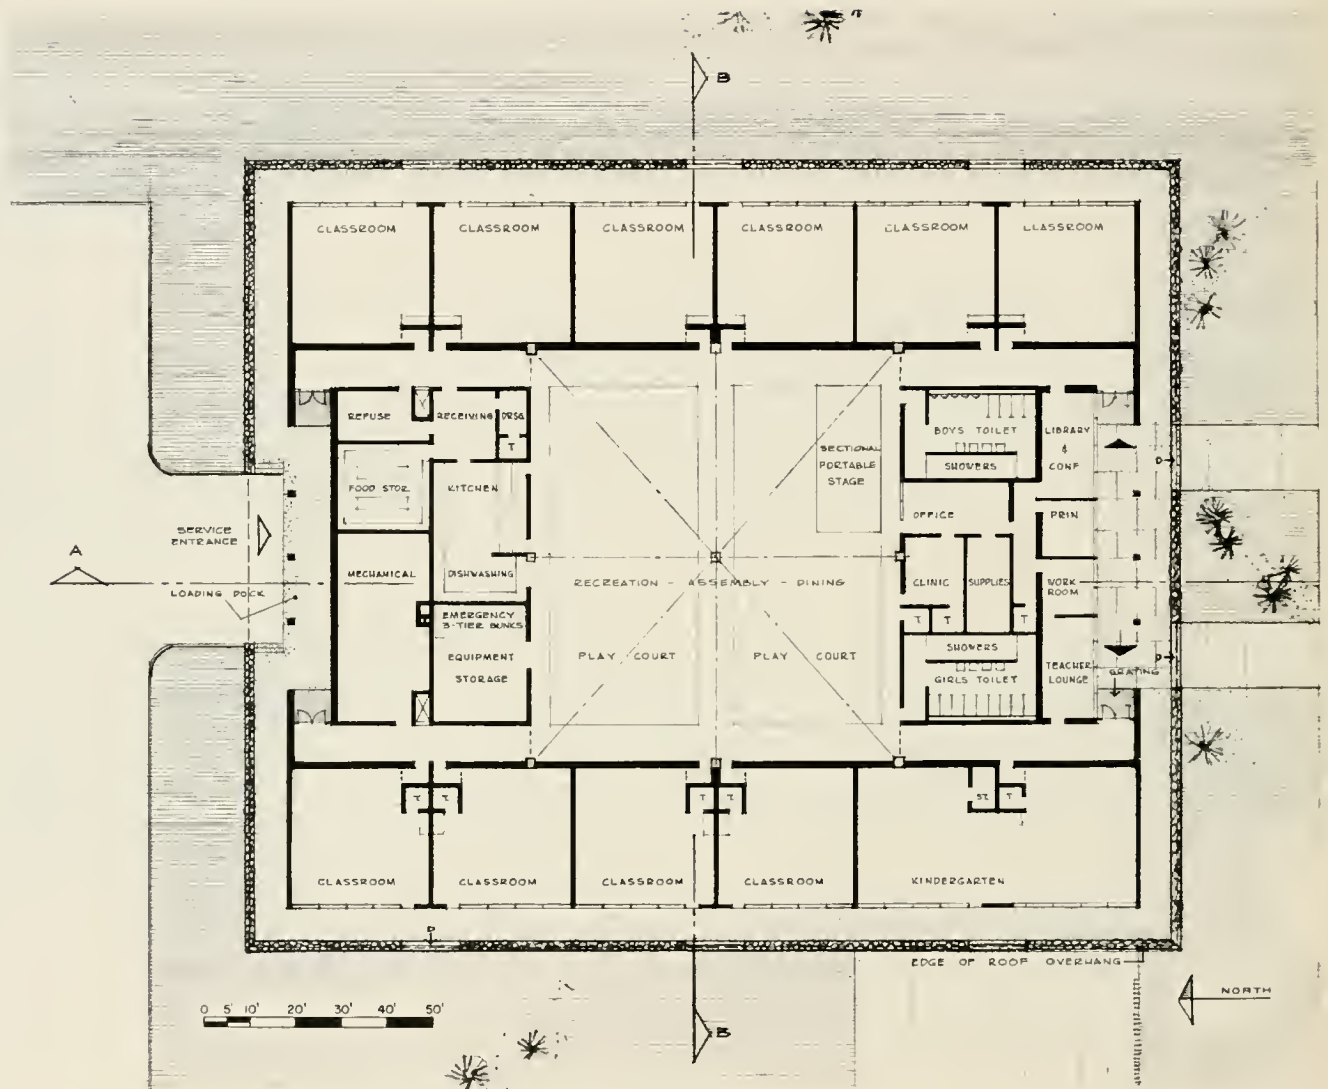 B
CLASSROOM
CLASSROOM
CLASSROOM
CLASSROOM
CLASSROOM
CLASSROOM
REFUSE
RECEIVING
DRSG.
T
BOYS TOILET
SHOWERS
LIBRARY
&
CONF
SECTIONAL
PORTABLE
STAGE
FOOD STOR.
KITCHEN
OFFICE
PRIN
SERVICE
ENTRANCE
A
LOADING DOCK
MECHANICAL
DISHWASHING
RECREATION - ASSEMBLY - DINING
CLINIC
SUPPLIES
WORK
ROOM
EMERGENCY
3-TIER BUNKS
T
T
T
EQUIPMENT
STORAGE
PLAY COURT
PLAY COURT
SHOWERS
GIRLS TOILET
TEACHER
LOUNGE
GRATING
D
D
T.
T.
T
T.
ST.
T.
CLASSROOM
CLASSROOM
CLASSROOM
CLASSROOM
KINDERGARTEN
D
EDGE OF ROOF OVERHANG
NORTH
0 5' 10' 20' 30' 40' 50'
B